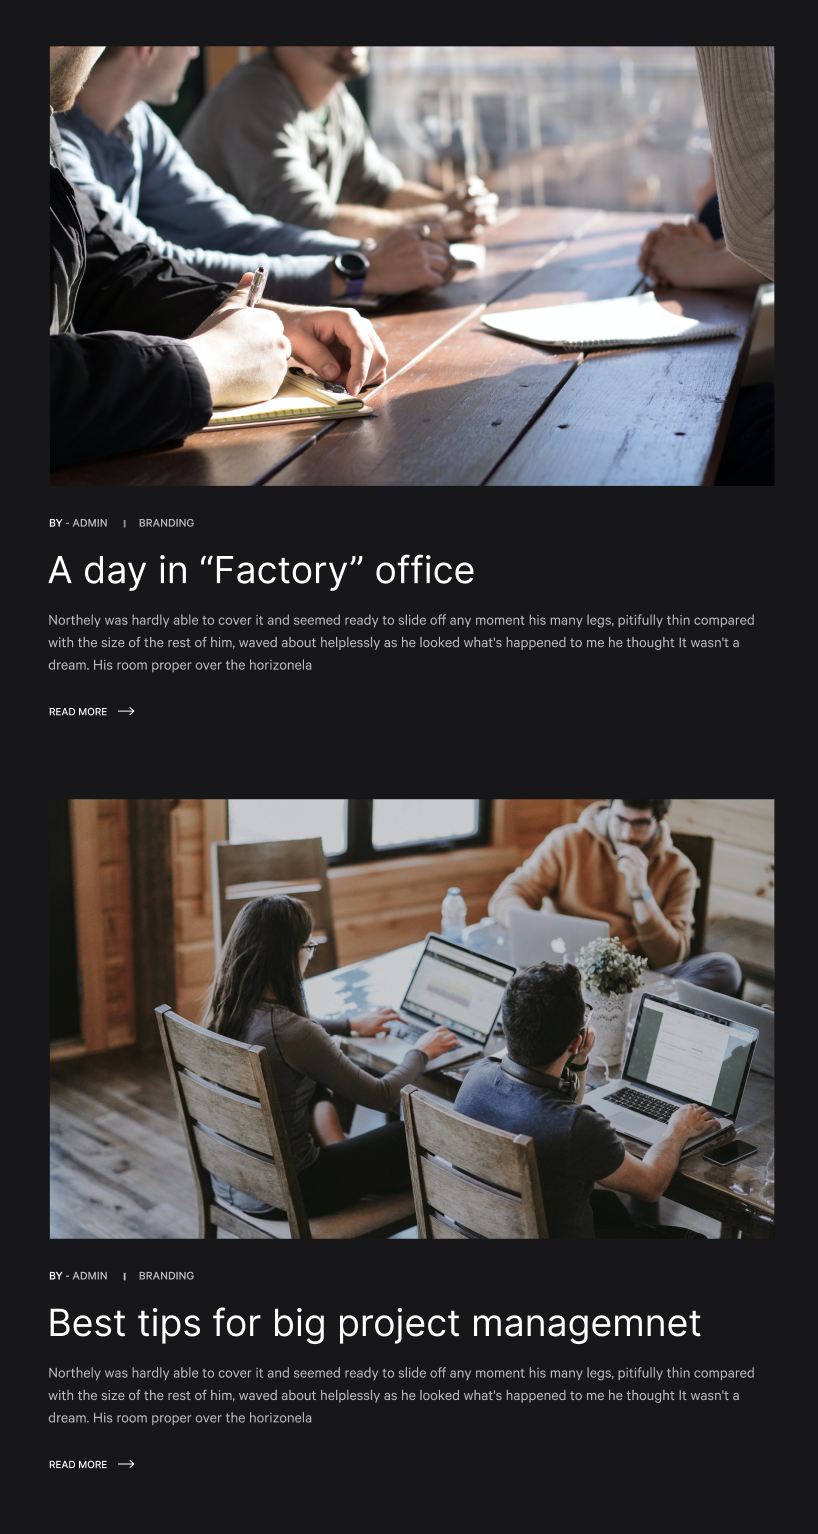 BY - ADMIN | BRANDING
A day in “Factory” office
Northely was hardly able to cover it and seemed ready to slide off any moment his many legs, pitifully thin compared
with the size of the rest of him, waved about helplessly as he looked what's happened to me he thought It wasn't a
dream. His room proper over the horizonela
READ MORE
BY - ADMIN | BRANDING
Best tips for big project managemnet
Northely was hardly able to cover it and seemed ready to slide off any moment his many legs, pitifully thin compared
with the size of the rest of him, waved about helplessly as he looked what's happened to me he thought It wasn't a
dream. His room proper over the horizonela
READ MORE